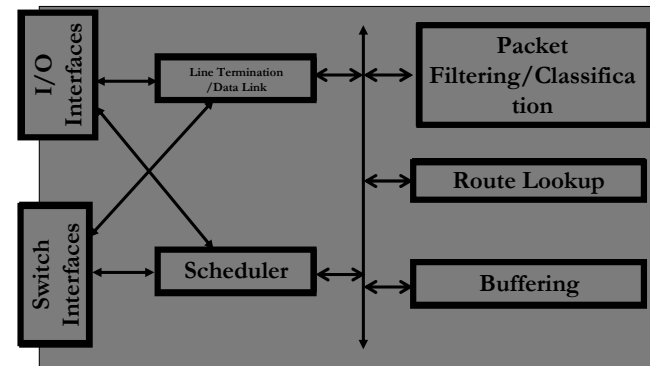 I/O
Interfaces
Line Termination
/Data Link
Packet
Filtering/Classifica
tion
Route Lookup
Switch
Interfaces
Scheduler
Buffering